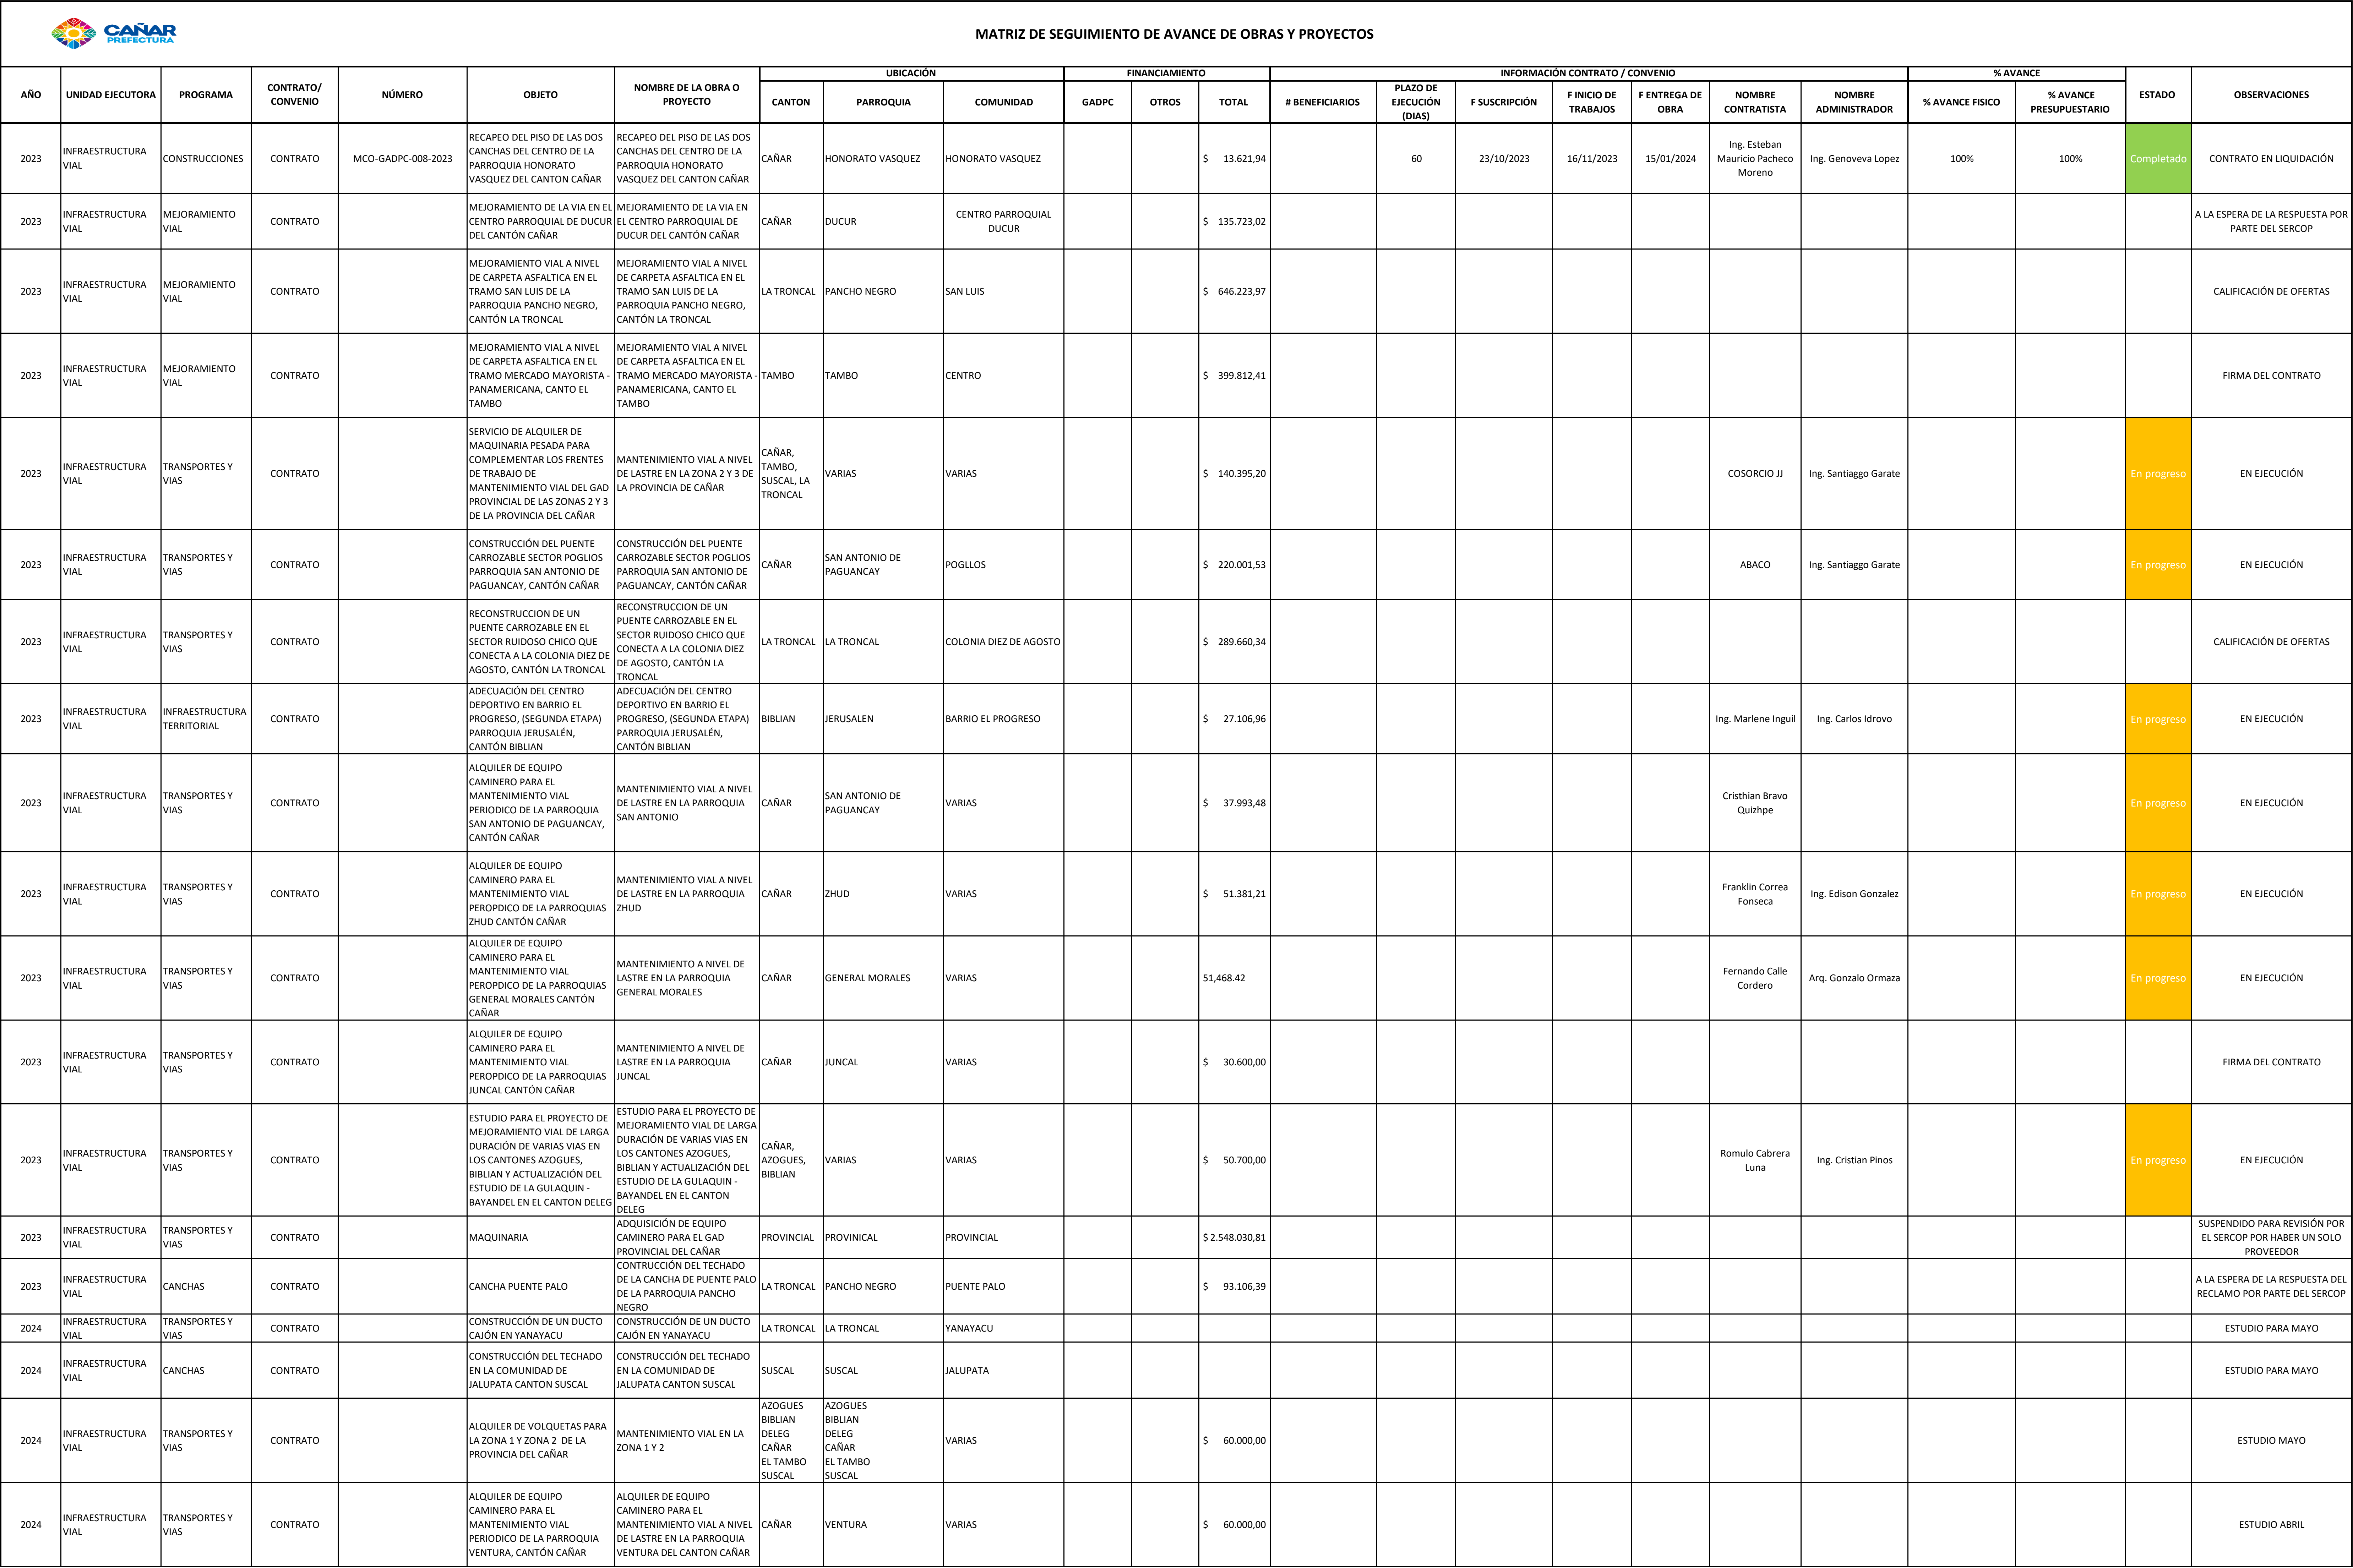 CAÑAR
PREFECTURA
MATRIZ DE SEGUIMIENTO DE AVANCE DE OBRAS Y PROYECTOS
AÑO
UNIDAD EJECUTORA
PROGRAMA
CONTRATO/
CONVENIO
NÚMERO
OBJETO
NOMBRE DE LA OBRA O
PROYECTO
UBICACIÓN
CANTON
PARROQUIA
COMUNIDAD
FINANCIAMIENTO
GADPC
OTROS
TOTAL
INFORMACIÓN CONTRATO / CONVENIO
# BENEFICIARIOS
PLAZO DE
EJECUCIÓN
(DIAS)
F SUSCRIPCIÓN
F INICIO DE
TRABAJOS
F ENTREGA DE
OBRA
NOMBRE
CONTRATISTA
NOMBRE
ADMINISTRADOR
% AVANCE
% AVANCE FISICO
% AVANCE
PRESUPUESTARIO
ESTADO
OBSERVACIONES
2023
INFRAESTRUCTURA
VIAL
CONSTRUCCIONES
CONTRATO
MCO-GADPC-008-2023
RECAPEO DEL PISO DE LAS DOS
CANCHAS DEL CENTRO DE LA
PARROQUIA HONORATO
VASQUEZ DEL CANTON CAÑAR
RECAPEO DEL PISO DE LAS DOS
CANCHAS DEL CENTRO DE LA
PARROQUIA HONORATO
VASQUEZ DEL CANTON CAÑAR
CAÑAR
HONORATO VASQUEZ
HONORATO VASQUEZ
$ 13.621,94
60
23/10/2023
16/11/2023
15/01/2024
Ing. Esteban
Mauricio Pacheco
Moreno
Ing. Genoveva Lopez
100%
100%
Completado
CONTRATO EN LIQUIDACIÓN
2023
INFRAESTRUCTURA
VIAL
MEJORAMIENTO
VIAL
CONTRATO
MEJORAMIENTO DE LA VIA EN EL
CENTRO PARROQUIAL DE DUCUR
DEL CANTÓN CAÑAR
MEJORAMIENTO DE LA VIA EN
EL CENTRO PARROQUIAL DE
DUCUR DEL CANTÓN CAÑAR
CAÑAR
DUCUR
CENTRO PARROQUIAL
DUCUR
$ 135.723,02
A LA ESPERA DE LA RESPUESTA POR
PARTE DEL SERCOP
2023
INFRAESTRUCTURA
VIAL
MEJORAMIENTO
VIAL
CONTRATO
MEJORAMIENTO VIAL A NIVEL
DE CARPETA ASFALTICA EN EL
TRAMO SAN LUIS DE LA
PARROQUIA PANCHO NEGRO,
CANTÓN LA TRONCAL
MEJORAMIENTO VIAL A NIVEL
DE CARPETA ASFALTICA EN EL
TRAMO SAN LUIS DE LA
PARROQUIA PANCHO NEGRO,
CANTÓN LA TRONCAL
LA TRONCAL
PANCHO NEGRO
SAN LUIS
$ 646.223,97
CALIFICACIÓN DE OFERTAS
2023
INFRAESTRUCTURA
VIAL
MEJORAMIENTO
VIAL
CONTRATO
MEJORAMIENTO VIAL A NIVEL
DE CARPETA ASFALTICA EN EL
TRAMO MERCADO MAYORISTA -
PANAMERICANA, CANTO EL
TAMBO
MEJORAMIENTO VIAL A NIVEL
DE CARPETA ASFALTICA EN EL
TRAMO MERCADO MAYORISTA -
PANAMERICANA, CANTO EL
TAMBO
TAMBO
TAMBO
CENTRO
$ 399.812,41
FIRMA DEL CONTRATO
2023
INFRAESTRUCTURA
VIAL
TRANSPORTES Y
VIAS
CONTRATO
SERVICIO DE ALQUILER DE
MAQUINARIA PESADA PARA
COMPLEMENTAR LOS FRENTES
DE TRABAJO DE
MANTENIMIENTO VIAL DEL GAD
PROVINCIAL DE LAS ZONAS 2 Y 3
DE LA PROVINCIA DEL CAÑAR
MANTENIMIENTO VIAL A NIVEL
DE LASTRE EN LA ZONA 2 Y 3 DE
LA PROVINCIA DE CAÑAR
CAÑAR,
TAMBO,
SUSCAL, LA
TRONCAL
VARIAS
VARIAS
$ 140.395,20
COSORCIO JJ
Ing. Santiaggo Garate
En progreso
EN EJECUCIÓN
2023
INFRAESTRUCTURA
VIAL
TRANSPORTES Y
VIAS
CONTRATO
CONSTRUCCIÓN DEL PUENTE
CARROZABLE SECTOR POGLIOS
PARROQUIA SAN ANTONIO DE
PAGUANCAY, CANTÓN CAÑAR
CONSTRUCCIÓN DEL PUENTE
CARROZABLE SECTOR POGLIOS
PARROQUIA SAN ANTONIO DE
PAGUANCAY, CANTÓN CAÑAR
CAÑAR
SAN ANTONIO DE
PAGUANCAY
POGLLOS
$ 220.001,53
ABACO
Ing. Santiaggo Garate
En progreso
EN EJECUCIÓN
2023
INFRAESTRUCTURA
VIAL
TRANSPORTES Y
VIAS
CONTRATO
RECONSTRUCCION DE UN
PUENTE CARROZABLE EN EL
SECTOR RUIDOSO CHICO QUE
CONECTA A LA COLONIA DIEZ DE
AGOSTO, CANTÓN LA TRONCAL
RECONSTRUCCION DE UN
PUENTE CARROZABLE EN EL
SECTOR RUIDOSO CHICO QUE
CONECTA A LA COLONIA DIEZ
DE AGOSTO, CANTÓN LA
TRONCAL
LA TRONCAL
LA TRONCAL
COLONIA DIEZ DE AGOSTO
$ 289.660,34
CALIFICACIÓN DE OFERTAS
2023
INFRAESTRUCTURA
VIAL
INFRAESTRUCTURA
TERRITORIAL
CONTRATO
ADECUACIÓN DEL CENTRO
DEPORTIVO EN BARRIO EL
PROGRESO, (SEGUNDA ETAPA)
PARROQUIA JERUSALÉN,
CANTÓN BIBLIAN
ADECUACIÓN DEL CENTRO
DEPORTIVO EN BARRIO EL
PROGRESO, (SEGUNDA ETAPA)
PARROQUIA JERUSALÉN,
CANTÓN BIBLIAN
BIBLIAN
JERUSALEN
BARRIO EL PROGRESO
$ 27.106,96
Ing. Marlene Inguil
Ing. Carlos Idrovo
En progreso
EN EJECUCIÓN
2023
INFRAESTRUCTURA
VIAL
TRANSPORTES Y
VIAS
CONTRATO
ALQUILER DE EQUIPO
CAMINERO PARA EL
MANTENIMIENTO VIAL
PERIODICO DE LA PARROQUIA
SAN ANTONIO DE PAGUANCAY,
CANTÓN CAÑAR
MANTENIMIENTO VIAL A NIVEL
DE LASTRE EN LA PARROQUIA
SAN ANTONIO
CAÑAR
SAN ANTONIO DE
PAGUANCAY
VARIAS
$ 37.993,48
Cristhian Bravo
Quizhpe
En progreso
EN EJECUCIÓN
2023
INFRAESTRUCTURA
VIAL
TRANSPORTES Y
VIAS
CONTRATO
ALQUILER DE EQUIPO
CAMINERO PARA EL
MANTENIMIENTO VIAL
PEROPDICO DE LA PARROQUIAS
ZHUD CANTÓN CAÑAR
MANTENIMIENTO VIAL A NIVEL
DE LASTRE EN LA PARROQUIA
ZHUD
CAÑAR
ZHUD
VARIAS
$ 51.381,21
Franklin Correa
Fonseca
Ing. Edison Gonzalez
En progreso
EN EJECUCIÓN
2023
INFRAESTRUCTURA
VIAL
TRANSPORTES Y
VIAS
CONTRATO
ALQUILER DE EQUIPO
CAMINERO PARA EL
MANTENIMIENTO VIAL
PEROPDICO DE LA PARROQUIAS
GENERAL MORALES CANTÓN
CAÑAR
MANTENIMIENTO A NIVEL DE
LASTRE EN LA PARROQUIA
GENERAL MORALES
CAÑAR
GENERAL MORALES
VARIAS
51,468.42
Fernando Calle
Cordero
Arq. Gonzalo Ormaza
En progreso
EN EJECUCIÓN
2023
INFRAESTRUCTURA
VIAL
TRANSPORTES Y
VIAS
CONTRATO
ALQUILER DE EQUIPO
CAMINERO PARA EL
MANTENIMIENTO VIAL
PEROPDICO DE LA PARROQUIAS
JUNCAL CANTÓN CAÑAR
MANTENIMIENTO A NIVEL DE
LASTRE EN LA PARROQUIA
JUNCAL
CAÑAR
JUNCAL
VARIAS
$ 30.600,00
FIRMA DEL CONTRATO
2023
INFRAESTRUCTURA
VIAL
TRANSPORTES Y
VIAS
CONTRATO
ESTUDIO PARA EL PROYECTO DE
MEJORAMIENTO VIAL DE LARGA
DURACIÓN DE VARIAS VIAS EN
LOS CANTONES AZOGUES,
BIBLIAN Y ACTUALIZACIÓN DEL
ESTUDIO DE LA GULAQUIN -
BAYANDEL EN EL CANTON DELEG
ESTUDIO PARA EL PROYECTO DE
MEJORAMIENTO VIAL DE LARGA
DURACIÓN DE VARIAS VIAS EN
LOS CANTONES AZOGUES,
BIBLIAN Y ACTUALIZACIÓN DEL
ESTUDIO DE LA GULAQUIN -
BAYANDEL EN EL CANTON
DELEG
CAÑAR,
AZOGUES,
BIBLIAN
VARIAS
VARIAS
$ 50.700,00
Romulo Cabrera
Luna
Ing. Cristian Pinos
En progreso
EN EJECUCIÓN
2023
INFRAESTRUCTURA
VIAL
TRANSPORTES Y
VIAS
CONTRATO
MAQUINARIA
ADQUISICIÓN DE EQUIPO
CAMINERO PARA EL GAD
PROVINCIAL DEL CAÑAR
PROVINCIAL
PROVINICAL
PROVINCIAL
$ 2.548.030,81
SUSPENDIDO PARA REVISIÓN POR
EL SERCOP POR HABER UN SOLO
PROVEEDOR
2023
INFRAESTRUCTURA
VIAL
CANCHAS
CONTRATO
CANCHA PUENTE PALO
CONTRUCCIÓN DEL TECHADO
DE LA CANCHA DE PUENTE PALO
DE LA PARROQUIA PANCHO
NEGRO
LA TRONCAL
PANCHO NEGRO
PUENTE PALO
$ 93.106,39
A LA ESPERA DE LA RESPUESTA DEL
RECLAMO POR PARTE DEL SERCOP
2024
INFRAESTRUCTURA
VIAL
TRANSPORTES Y
VIAS
CONTRATO
CONSTRUCCIÓN DE UN DUCTO
CAJÓN EN YANAYACU
CONSTRUCCIÓN DE UN DUCTO
CAJÓN EN YANAYACU
LA TRONCAL
LA TRONCAL
YANAYACU
ESTUDIO PARA MAYO
2024
INFRAESTRUCTURA
VIAL
CANCHAS
CONTRATO
CONSTRUCCIÓN DEL TECHADO
EN LA COMUNIDAD DE
JALUPATA CANTON SUSCAL
CONSTRUCCIÓN DEL TECHADO
EN LA COMUNIDAD DE
JALUPATA CANTON SUSCAL
SUSCAL
SUSCAL
JALUPATA
ESTUDIO PARA MAYO
2024
INFRAESTRUCTURA
VIAL
TRANSPORTES Y
VIAS
CONTRATO
ALQUILER DE VOLQUETAS PARA
LA ZONA 1 Y ZONA 2 DE LA
PROVINCIA DEL CAÑAR
MANTENIMIENTO VIAL EN LA
ZONA 1 Y 2
AZOGUES
BIBLIAN
DELEG
CAÑAR
EL TAMBO
SUSCAL
AZOGUES
BIBLIAN
DELEG
CAÑAR
EL TAMBO
SUSCAL
VARIAS
$ 60.000,00
ESTUDIO MAYO
2024
INFRAESTRUCTURA
VIAL
TRANSPORTES Y
VIAS
CONTRATO
ALQUILER DE EQUIPO
CAMINERO PARA EL
MANTENIMIENTO VIAL
PERIODICO DE LA PARROQUIA
VENTURA, CANTÓN CAÑAR
ALQUILER DE EQUIPO
CAMINERO PARA EL
MANTENIMIENTO VIAL A NIVEL
DE LASTRE EN LA PARROQUIA
VENTURA DEL CANTON CAÑAR
CAÑAR
VENTURA
VARIAS
$ 60.000,00
ESTUDIO ABRIL